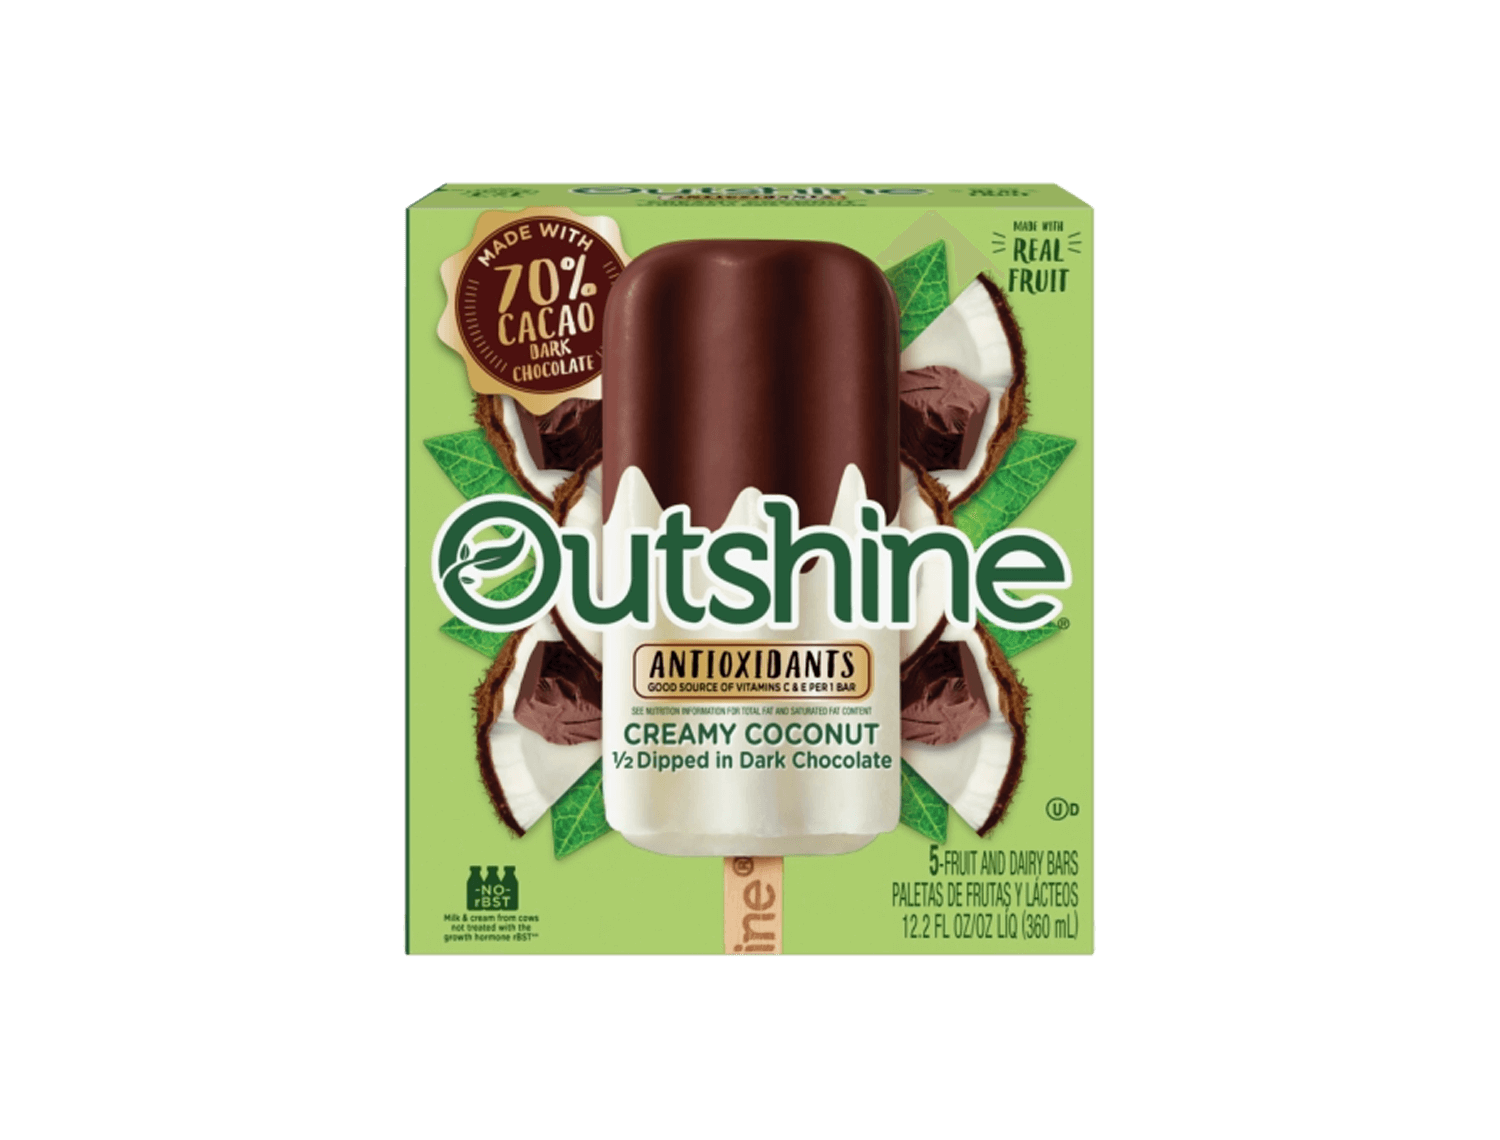 Outshine
MADE WITH
70%
CACAO
DARK
CHOCOLATE
MADE WITH
REAL
FRUIT
Outshine®
ANTIOXIDANTS
GOOD SOURCE OF VITAMINS C & E PER 1 BAR
SEE NUTRITION INFORMATION FOR TOTAL FAT AND SATURATED FAT CONTENT
CREAMY COCONUT
½ Dipped in Dark Chocolate
U D
5-FRUIT AND DAIRY BARS
PALETAS DE FRUTAS Y LÁCTEOS
12.2 FL OZ/OZ LÍQ (360 mL)
-NO-
rBST
Milk & cream from cows
not treated with the
growth hormone rBST**
ine®